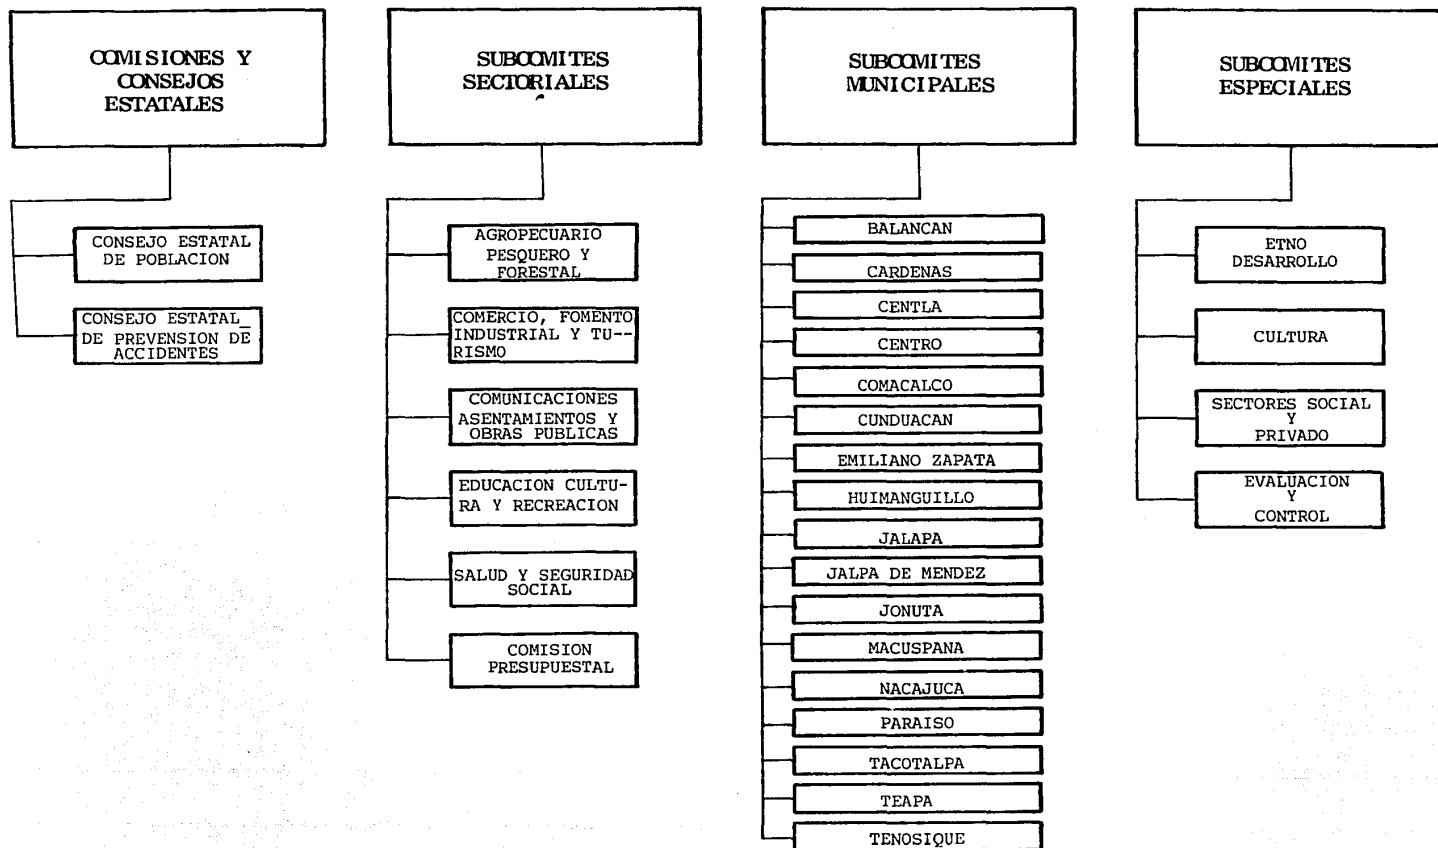 COMISIONES Y
CONSEJOS
ESTATALES
CONSEJO ESTATAL
DE POBLACION
CONSEJO ESTATAL_
DE PREVENSION DE
ACCIDENTES
SUBCOMITES
SECTORIALES
AGROPECUARIO
PESQUERO Y
FORESTAL
COMERCIO, FOMENTO
INDUSTRIAL Y TU--
RISMO
COMUNICACIONES
ASENTAMIENTOS Y
OBRAS PUBLICAS
EDUCACION CULTU-
RA Y RECREACION
SALUD Y SEGURIDAD
SOCIAL
COMISION
PRESUPUESTAL
SUBCOMITES
MUNICIPALES
BALANCAN
CARDENAS
CENTLA
CENTRO
COMACALCO
CUNDUACAN
EMILIANO ZAPATA
HUIMANGUILLO
JALAPA
JALPA DE MENDEZ
JONUTA
MACUSPANA
NACAJUCA
PARAISO
TACOTALPA
TEAPA
TENOSIQUE
SUBCOMITES
ESPECIALES
ETNO
DESARROLLO
CULTURA
SECTORES SOCIAL
Y
PRIVADO
EVALUACION
Y
CONTROL